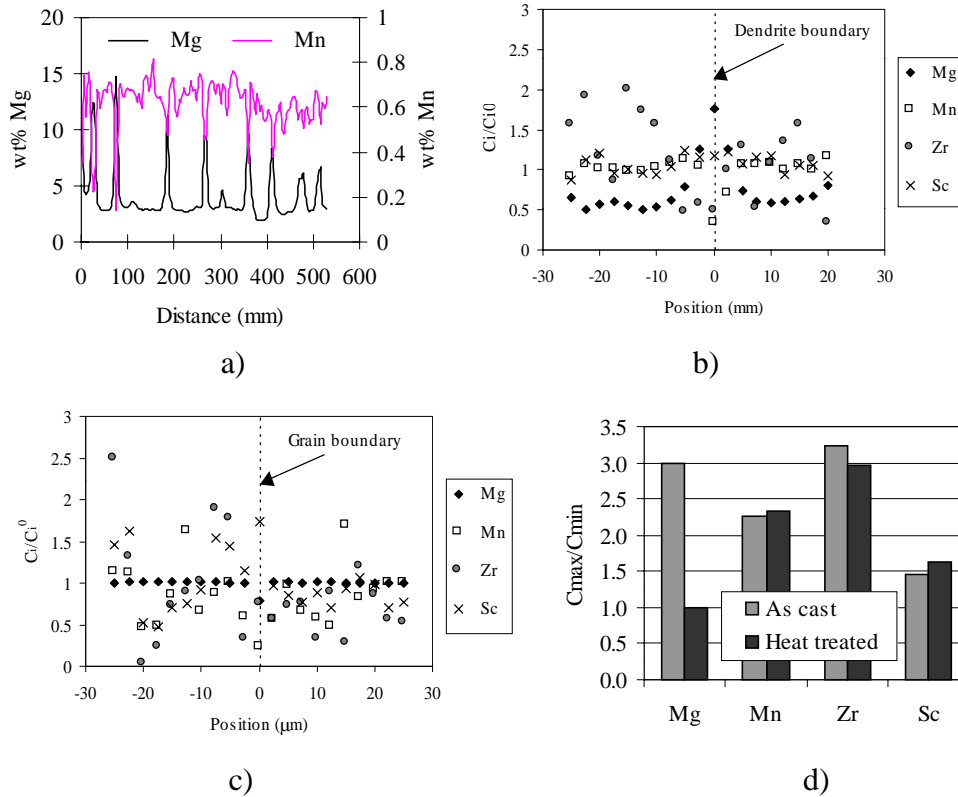 Mg Mn
20
15
10
5
0
wt% Mg
1
0.8
0.6
0.4
0.2
0
wt% Mn
0 100 200 300 400 500 600
Distance (mm)
a)
3
2.5
2
1.5
1
0.5
0
Ci/Ci0
Dendrite boundary
-30 -20 -10 0 10 20 30
Position (mm)
Mg
Mn
Zr
Sc
b)
3
2.5
2
1.5
1
0.5
0
Ci/Ci0
Grain boundary
-30 -20 -10 0 10 20 30
Position (μm)
Mg
Mn
Zr
Sc
c)
3.5
3.0
2.5
2.0
1.5
1.0
0.5
0.0
Cmax/Cmin
As cast
Heat treated
Mg Mn Zr Sc
d)